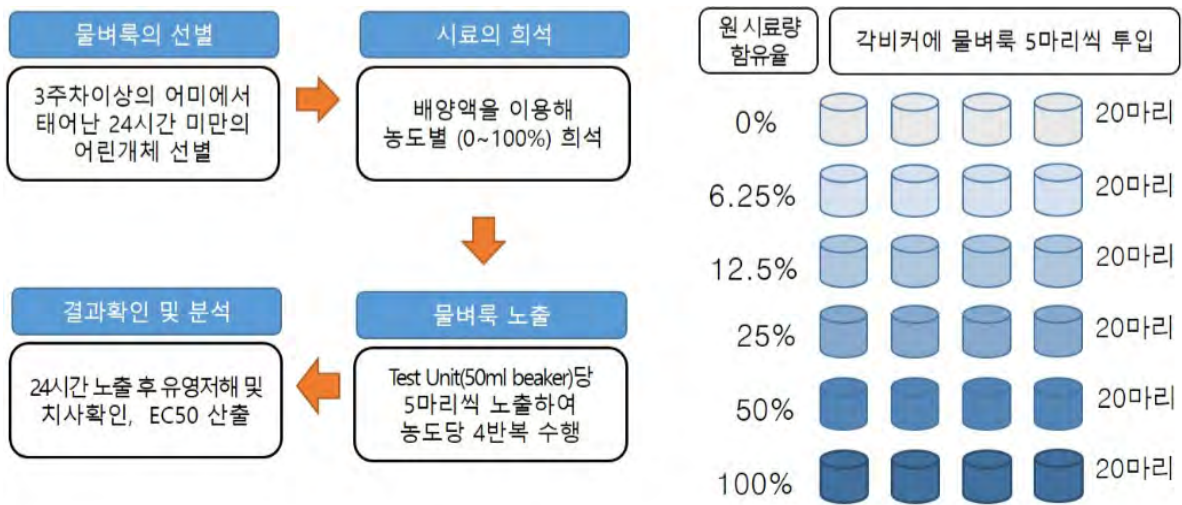 물벼룩의 선별
3주차이상의 어미에서
태어난 24시간 미만의
어린개체 선별
시료의 희석
배양액을 이용해
농도별 (0~100%) 희석
물벼룩 노출
Test Unit(50ml beaker)당
5마리씩 노출하여
농도당 4반복 수행
결과확인 및 분석
24시간 노출 후 유영저해 및
치사확인, EC50 산출
원 시료량
함유율
각비커에 물벼룩 5마리씩 투입
0% 20마리
6.25% 20마리
12.5% 20마리
25% 20마리
50% 20마리
100% 20마리